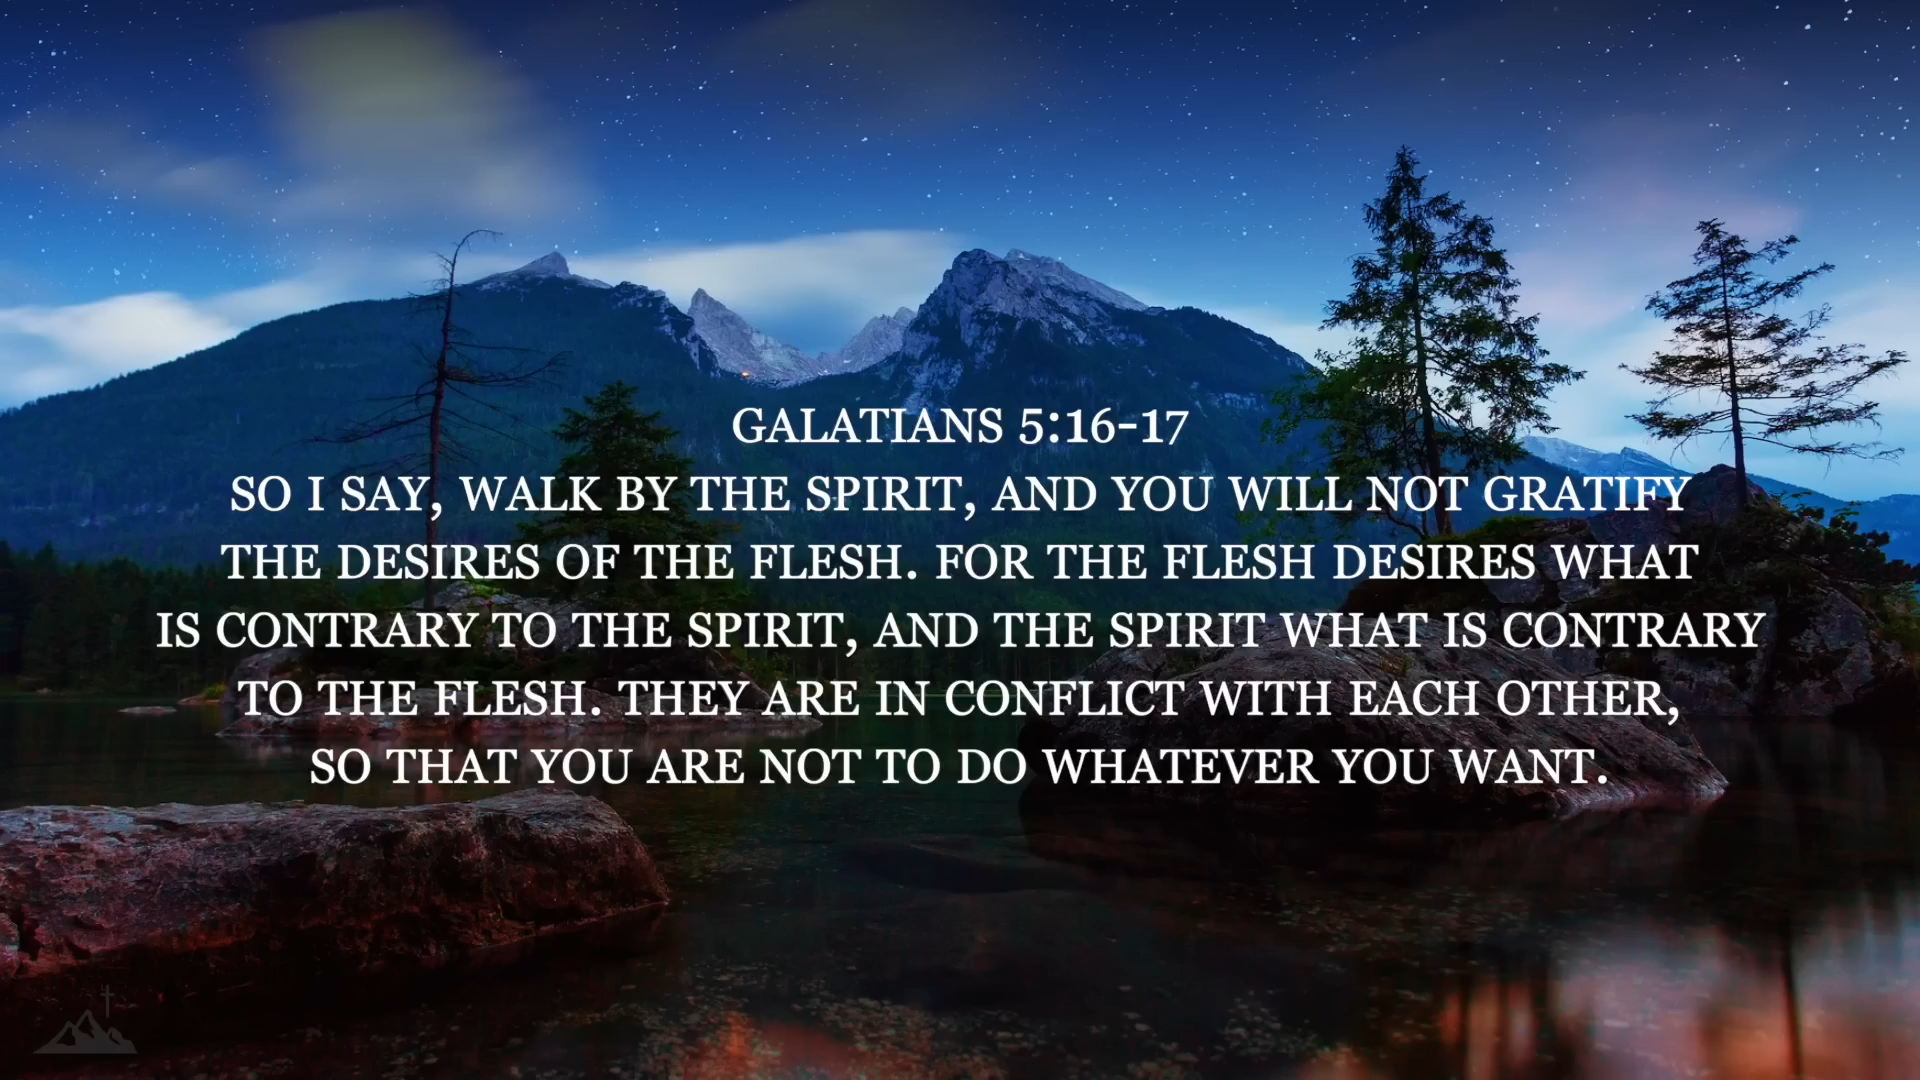 GALATIANS 5:16-17
SO I SAY, WALK BY THE SPIRIT, AND YOU WILL NOT GRATIFY
THE DESIRES OF THE FLESH. FOR THE FLESH DESIRES WHAT
IS CONTRARY TO THE SPIRIT, AND THE SPIRIT WHAT IS CONTRARY
TO THE FLESH. THEY ARE IN CONFLICT WITH EACH OTHER,
SO THAT YOU ARE NOT TO DO WHATEVER YOU WANT.